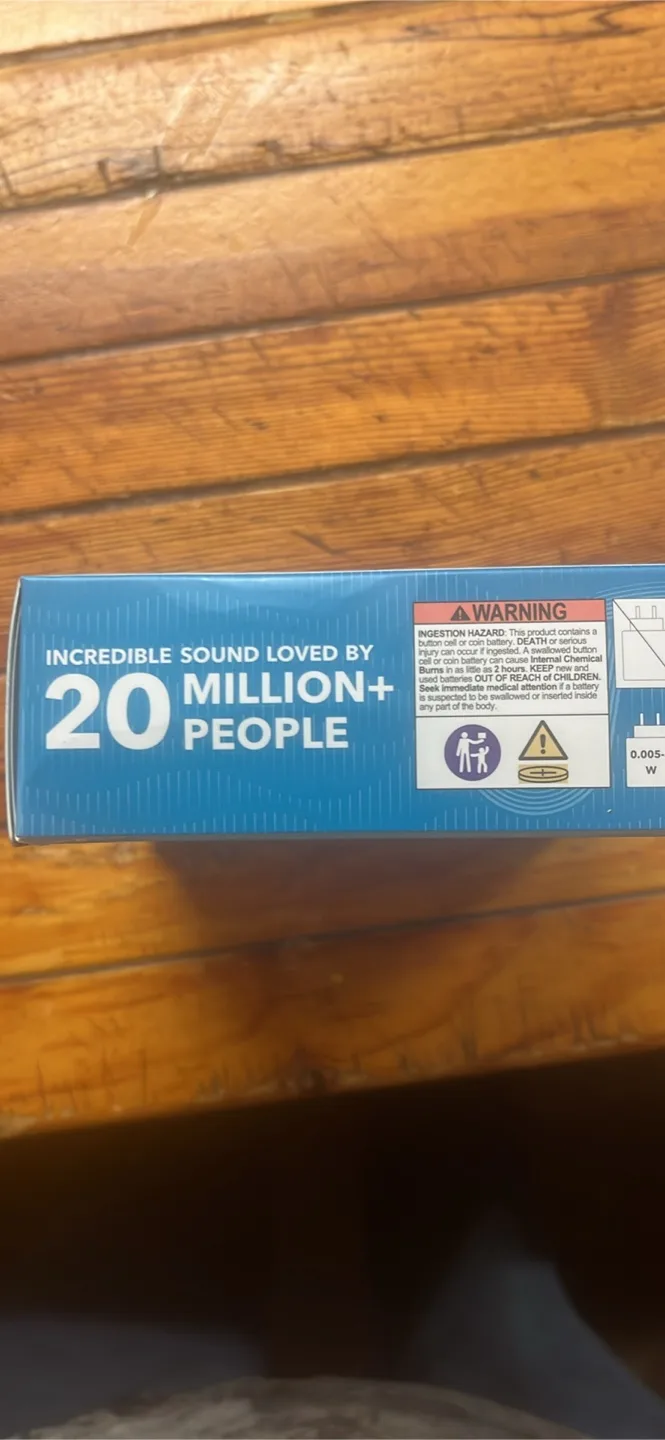 INCREDIBLE SOUND LOVED BY
20 MILLION+
PEOPLE
WARNING
INGESTION HAZARD: This product contains a
button cell or coin battery. DEATH or serious
injury can occur if ingested. A swallowed button
cell or coin battery can cause Internal Chemical
Burns in as little as 2 hours. KEEP new and
used batteries OUT OF REACH of CHILDREN.
Seek immediate medical attention if a battery
is suspected to be swallowed or inserted inside
any part of the body.
0.005-
W